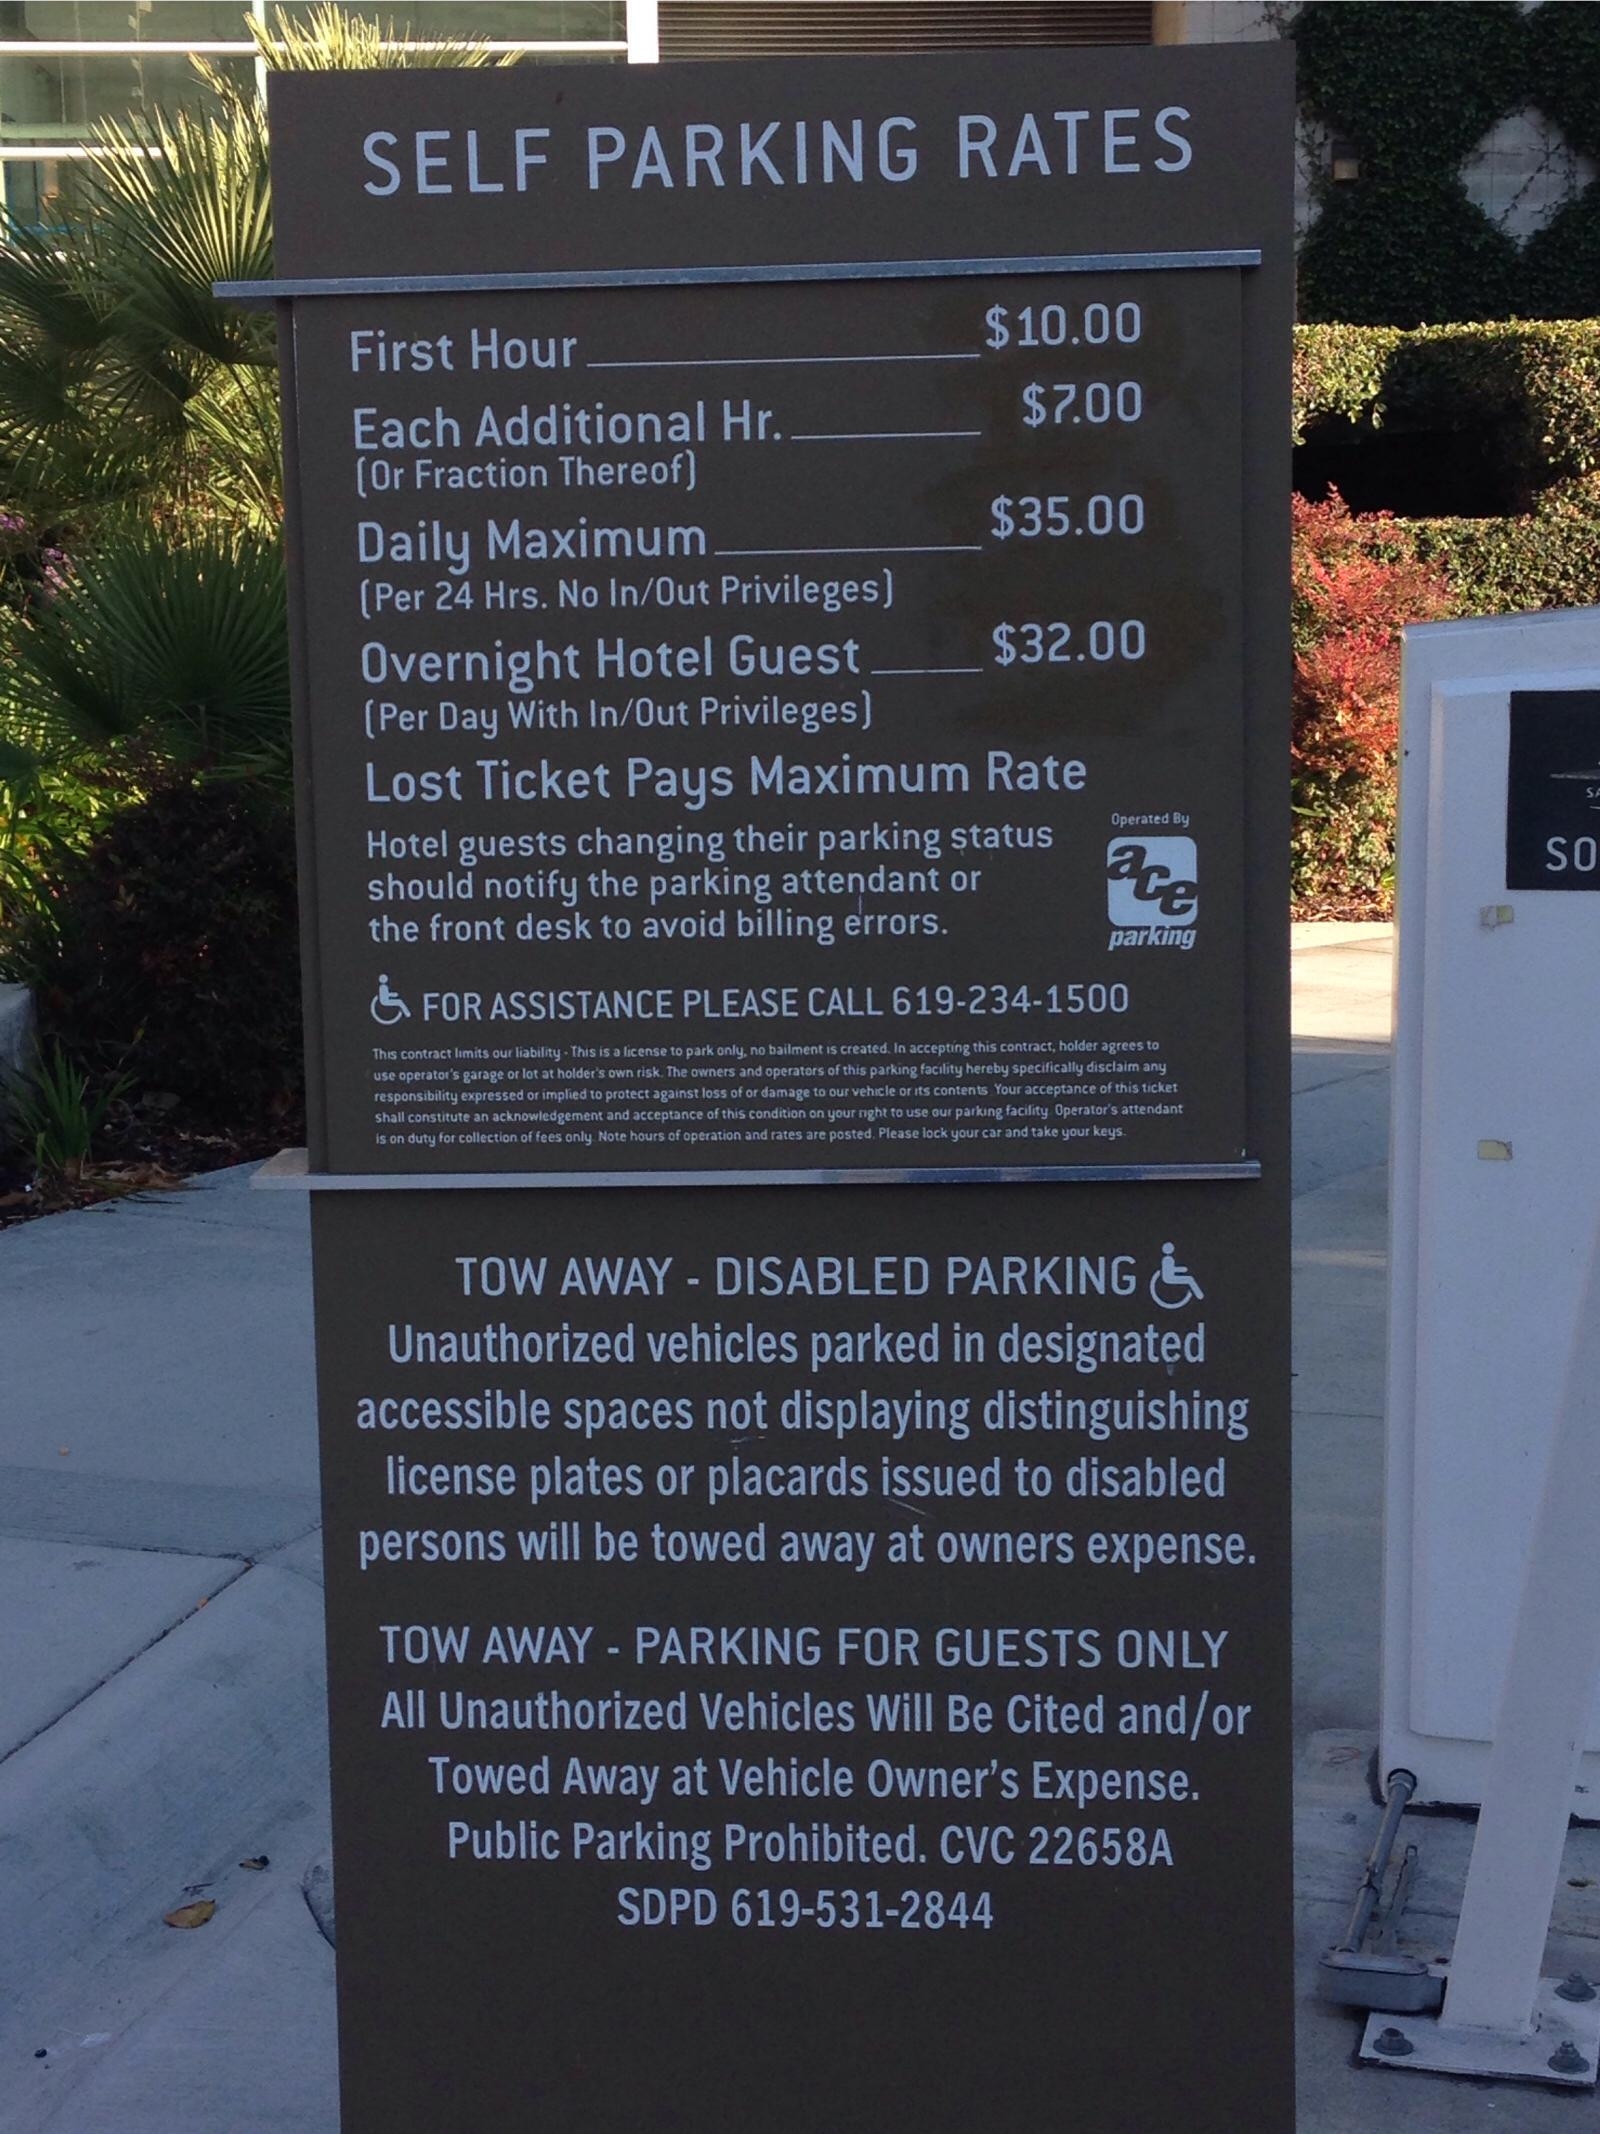 SELF PARKING RATES
First Hour $10.00
Each Additional Hr. $7.00
(Or Fraction Thereof)
Daily Maximum $35.00
(Per 24 Hrs. No In/Out Privileges)
Overnight Hotel Guest $32.00
(Per Day With In/Out Privileges)
Lost Ticket Pays Maximum Rate
Hotel guests changing their parking status
should notify the parking attendant or
the front desk to avoid billing errors.
Operated By
ace
parking
FOR ASSISTANCE PLEASE CALL 619-234-1500
This contract limits our liability - This is a license to park only, no bailment is created. In accepting this contract, holder agrees to
use operator's garage or lot at holder's own risk. The owners and operators of this parking facility hereby specifically disclaim any
responsibility expressed or implied to protect against loss of or damage to our vehicle or its contents Your acceptance of this ticket
shall constitute an acknowledgement and acceptance of this condition on your right to use our parking facility. Operator's attendant
is on duty for collection of fees only. Note hours of operation and rates are posted. Please lock your car and take your keys.
TOW AWAY - DISABLED PARKING
Unauthorized vehicles parked in designated
accessible spaces not displaying distinguishing
license plates or placards issued to disabled
persons will be towed away at owners expense.
TOW AWAY - PARKING FOR GUESTS ONLY
All Unauthorized Vehicles Will Be Cited and/or
Towed Away at Vehicle Owner's Expense.
Public Parking Prohibited. CVC 22658A
SDPD 619-531-2844
SA
SO